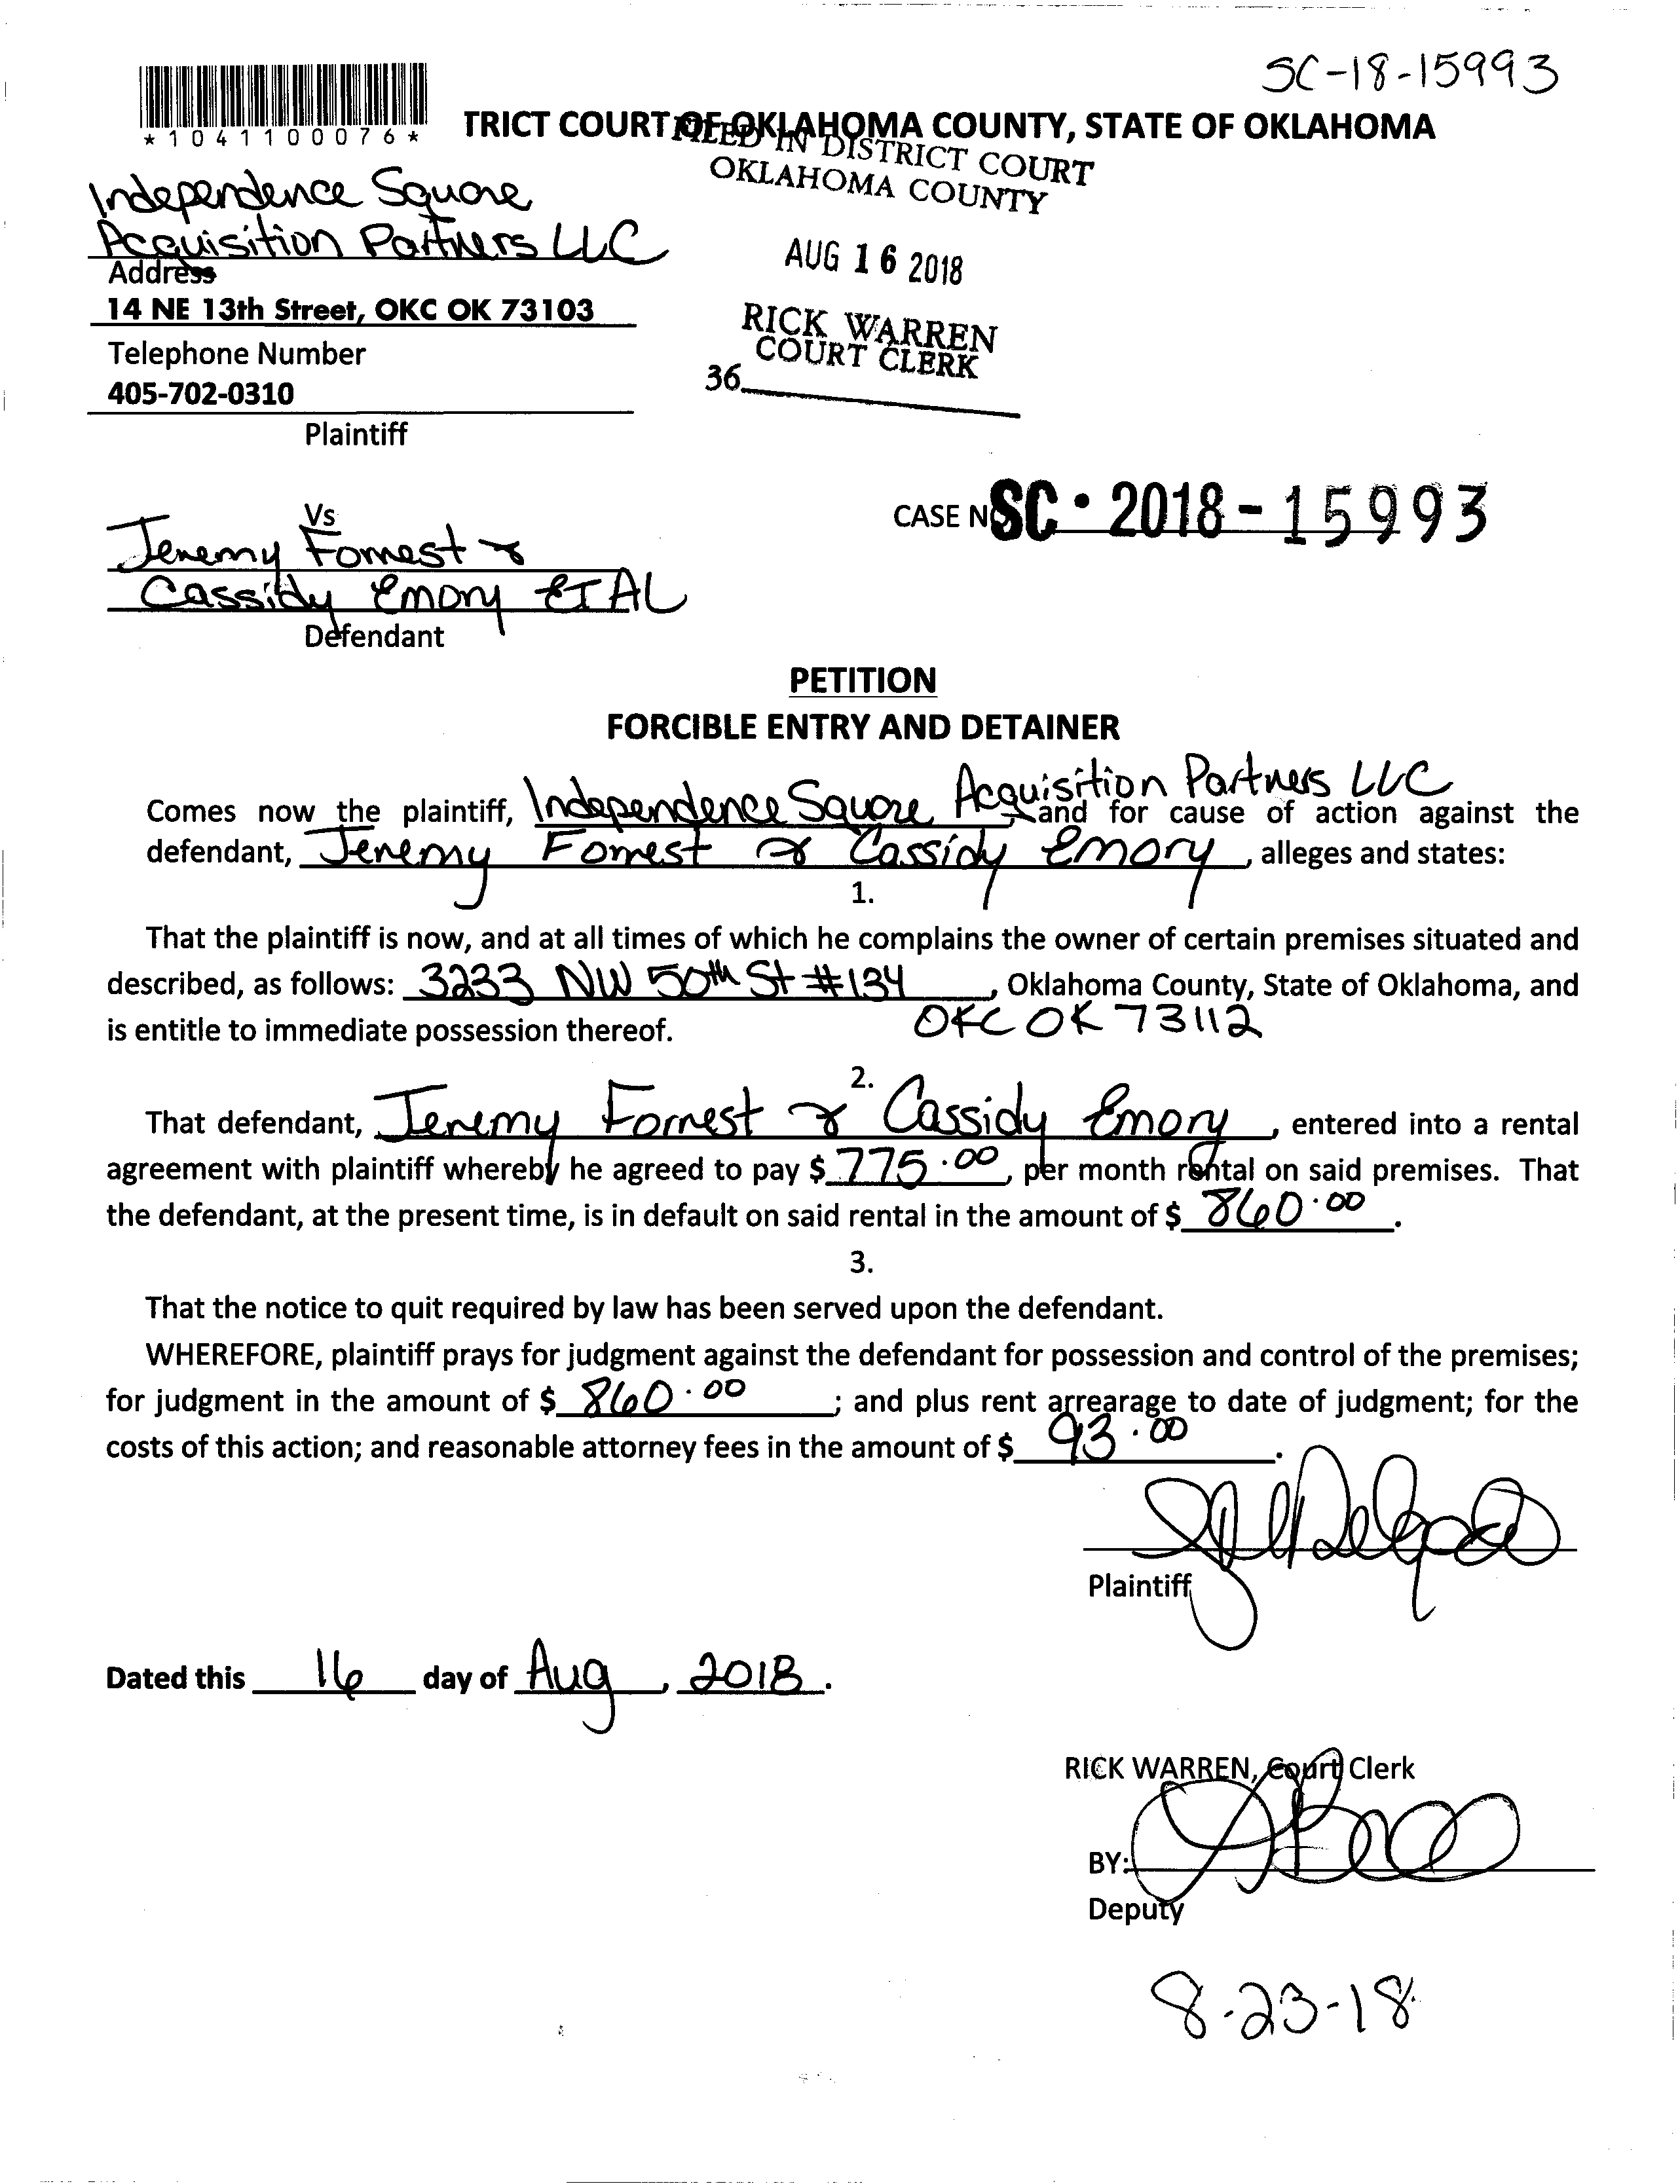 SC-18-15993
*1041100076*
TRICT COURT OF OKLAHOMA COUNTY, STATE OF OKLAHOMA
FILED IN DISTRICT COURT
OKLAHOMA COUNTY
Independence Square
Acquisition Partners LLC
AUG 16 2018
Address
14 NE 13th Street, OKC OK 73103
RICK WARREN
COURT CLERK
Telephone Number
36
405-702-0310
Plaintiff
Vs
CASE NO SC - 2018 - 15993
Jeremy Forrest &
Cassidy Emory ET AL
Defendant
PETITION
FORCIBLE ENTRY AND DETAINER
Comes now the plaintiff, Independence Square Acquisition Partners LLC, and for cause of action against the
defendant, Jeremy Forrest & Cassidy Emory, alleges and states:
1.
That the plaintiff is now, and at all times of which he complains the owner of certain premises situated and
described, as follows: 3233 NW 50th St #134, Oklahoma County, State of Oklahoma, and
is entitle to immediate possession thereof. OKC OK 73112
2.
That defendant, Jeremy Forrest & Cassidy Emory, entered into a rental
agreement with plaintiff whereby he agreed to pay $ 775.00, per month rental on said premises. That
the defendant, at the present time, is in default on said rental in the amount of $ 860.00.
3.
That the notice to quit required by law has been served upon the defendant.
WHEREFORE, plaintiff prays for judgment against the defendant for possession and control of the premises;
for judgment in the amount of $ 860.00; and plus rent arrearage to date of judgment; for the
costs of this action; and reasonable attorney fees in the amount of $ 93.00.
Plaintiff
Dated this 16 day of Aug, 2018.
RICK WARREN, Court Clerk
BY:
Deputy
8-23-18